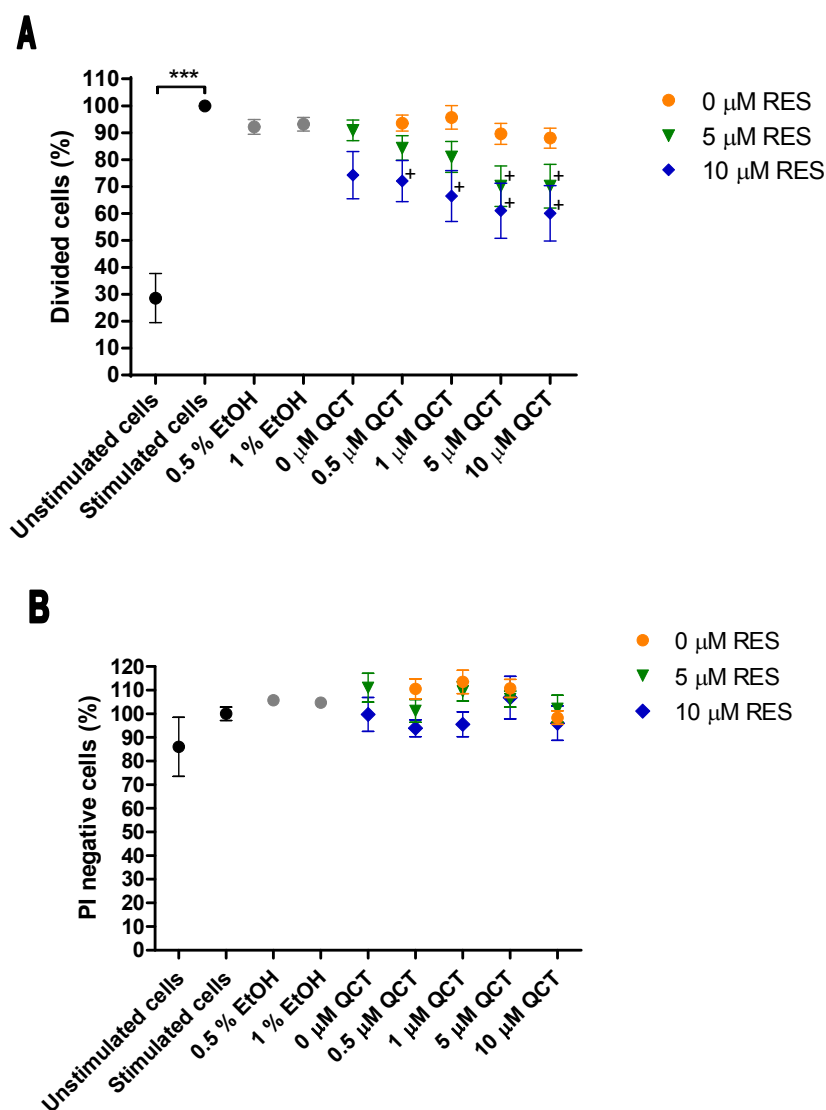 A
***
110
100
90
80
70
60
50
40
30
20
10
0
Divided cells (%)
+
+
+
+
+
+
Unstimulated cells
Stimulated cells
0.5 % EtOH
1 % EtOH
0 μM QCT
0.5 μM QCT
1 μM QCT
5 μM QCT
10 μM QCT
0 μM RES
5 μM RES
10 μM RES
B
120
110
100
90
80
70
60
50
40
30
20
10
0
PI negative cells (%)
Unstimulated cells
Stimulated cells
0.5 % EtOH
1 % EtOH
0 μM QCT
0.5 μM QCT
1 μM QCT
5 μM QCT
10 μM QCT
0 μM RES
5 μM RES
10 μM RES